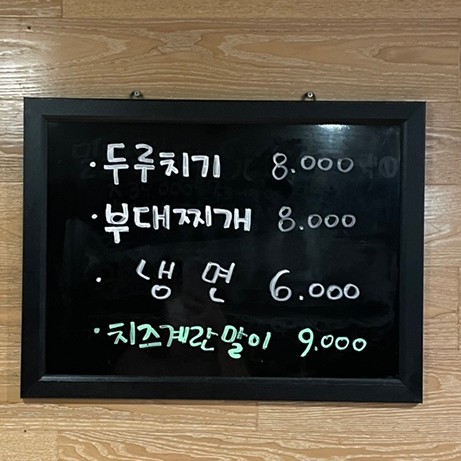 · 두루치기 8.000
· 부대찌개 8.000
· 냉면 6.000
· 치즈계란말이 9.000